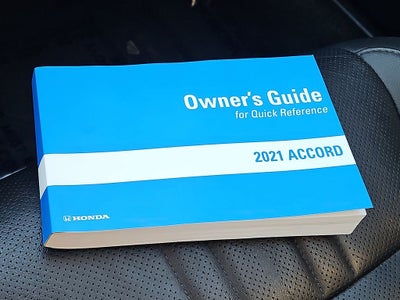 Owner's Guide
for Quick Reference
2021 ACCORD
HONDA